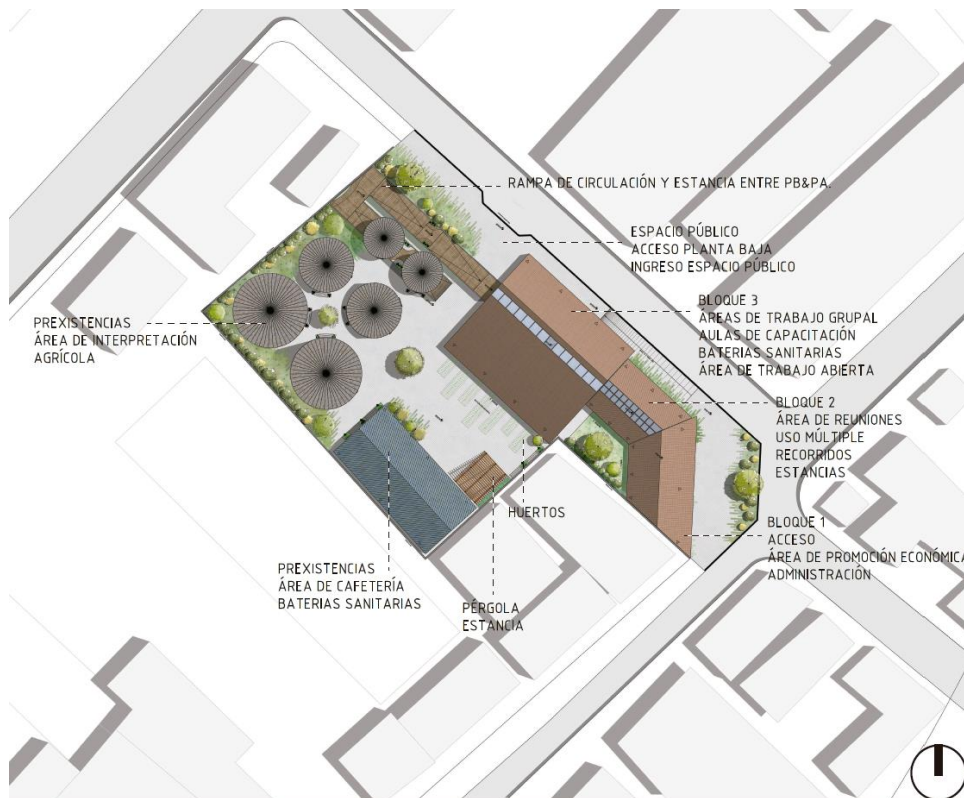 RAMPA DE CIRCULACIÓN Y ESTANCIA ENTRE PB&PA.
ESPACIO PÚBLICO
ACCESO PLANTA BAJA
INGRESO ESPACIO PÚBLICO
BLOQUE 3
ÁREAS DE TRABAJO GRUPAL
AULAS DE CAPACITACIÓN
BATERIAS SANITARIAS
ÁREA DE TRABAJO ABIERTA
PREXISTENCIAS
ÁREA DE INTERPRETACIÓN
AGRÍCOLA
BLOQUE 2
ÁREA DE REUNIONES
USO MÚLTIPLE
RECORRIDOS
ESTANCIAS
HUERTOS
BLOQUE 1
ACCESO
ÁREA DE PROMOCIÓN ECONÓMICA
ADMINISTRACIÓN
PREXISTENCIAS
ÁREA DE CAFETERÍA
BATERIAS SANITARIAS
PÉRGOLA
ESTANCIA